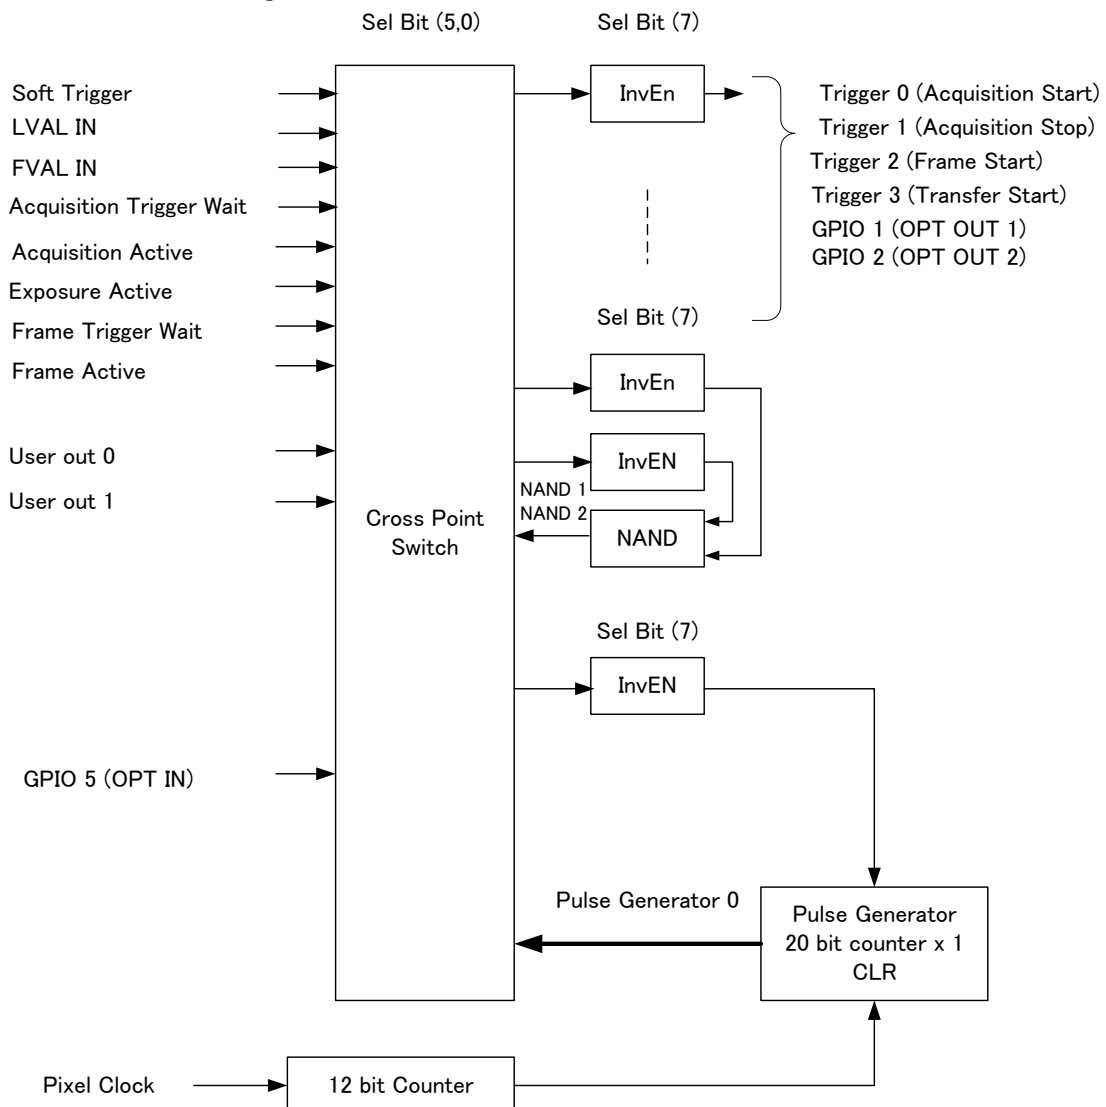 Sel Bit (5,0)
Sel Bit (7)
Soft Trigger
LVAL IN
FVAL IN
Acquisition Trigger Wait
Acquisition Active
Exposure Active
Frame Trigger Wait
Frame Active
User out 0
User out 1
GPIO 5 (OPT IN)
Cross Point
Switch
InvEn
Trigger 0 (Acquisition Start)
Trigger 1 (Acquisition Stop)
Trigger 2 (Frame Start)
Trigger 3 (Transfer Start)
GPIO 1 (OPT OUT 1)
GPIO 2 (OPT OUT 2)
Sel Bit (7)
InvEn
InvEN
NAND 1
NAND 2
NAND
Sel Bit (7)
InvEN
Pulse Generator 0
Pulse Generator
20 bit counter x 1
CLR
Pixel Clock
12 bit Counter